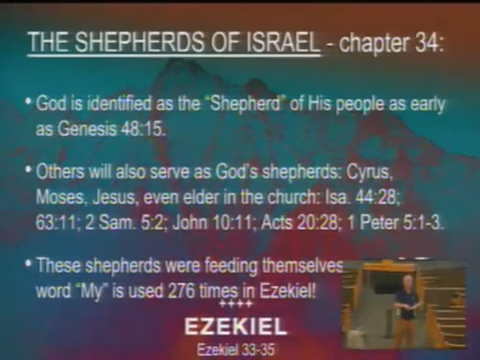 THE SHEPHERDS OF ISRAEL - chapter 34:
• God is identified as the “Shepherd” of His people as early
as Genesis 48:15.
• Others will also serve as God's shepherds: Cyrus,
Moses, Jesus, even elder in the church: Isa. 44:28;
63:11; 2 Sam. 5:2; John 10:11; Acts 20:28; 1 Peter 5:1-3.
• These shepherds were feeding themselves
word “My” is used 276 times in Ezekiel!
++++
EZEKIEL
Ezekiel 33-35